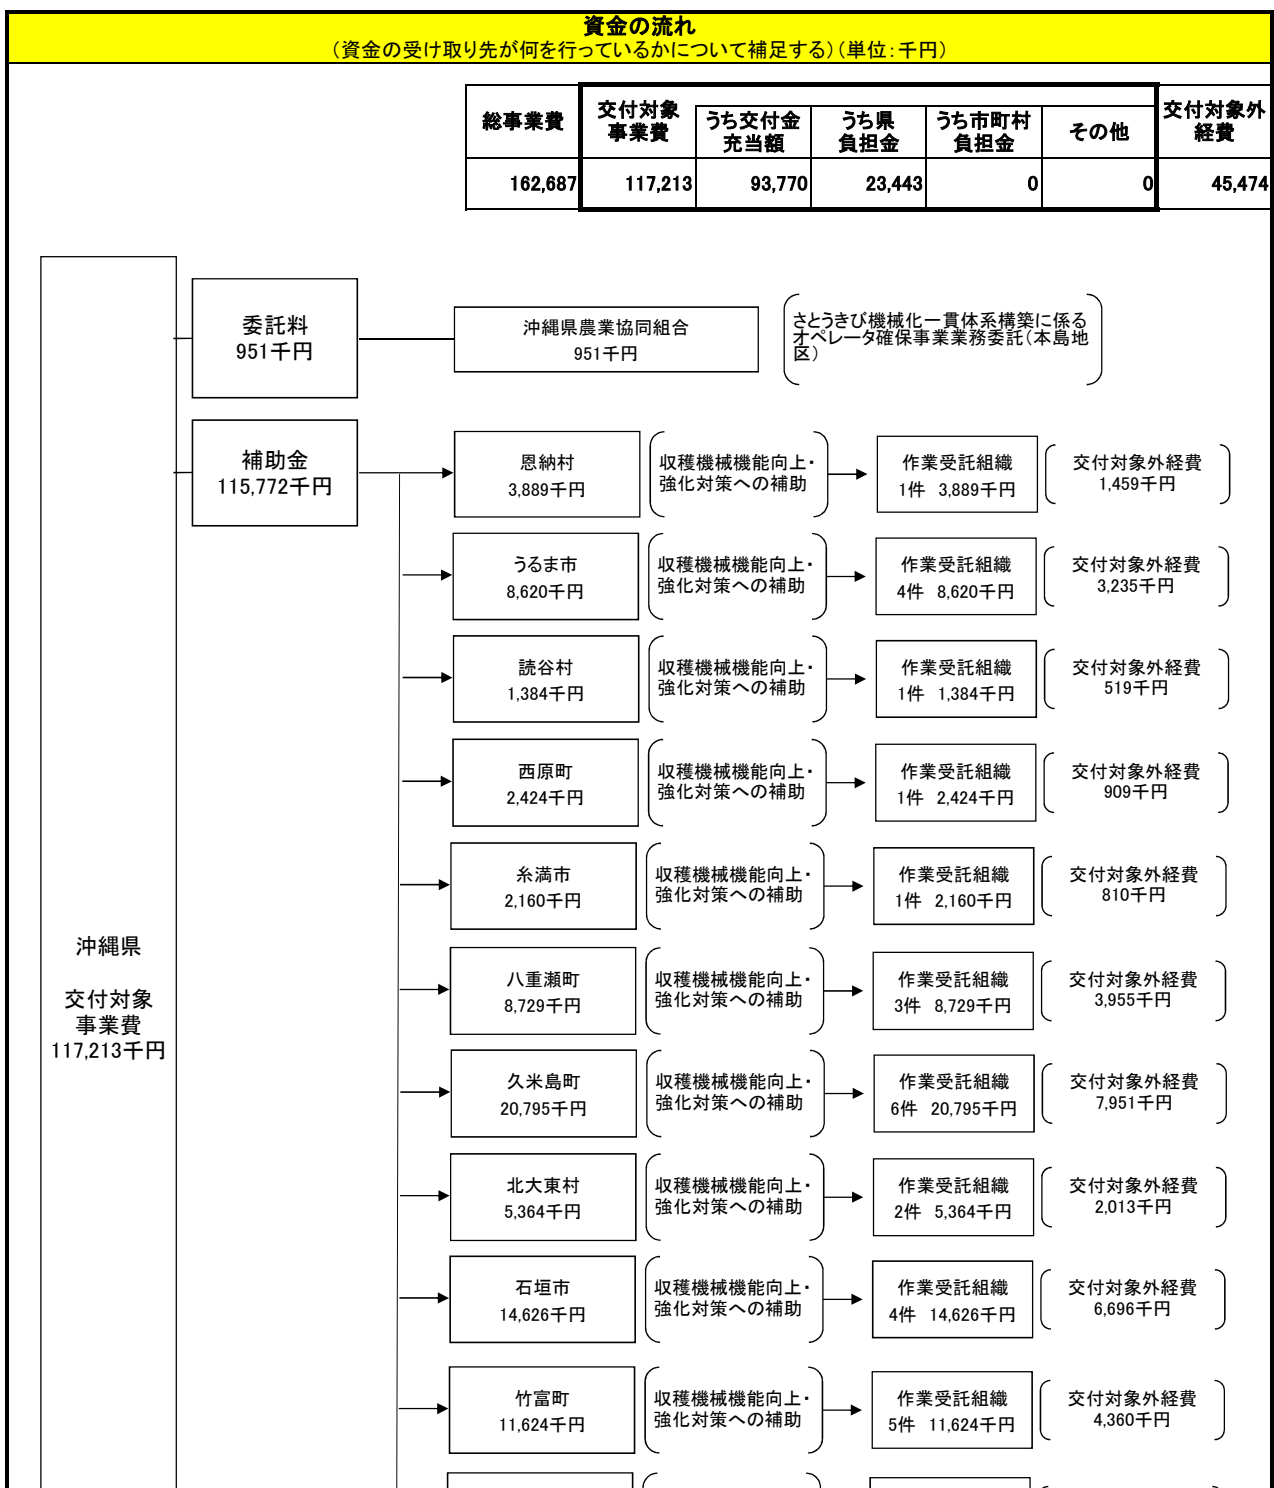 資金の流れ
（資金の受け取り先が何を行っているかについて補足する）（単位：千円）
総事業費
交付対象
事業費
うち交付金
充当額
うち県
負担金
うち市町村
負担金
その他
交付対象外
経費
162,687 117,213 93,770 23,443 0 0 45,474
委託料
951千円
沖縄県農業協同組合
951千円
さとうきび機械化一貫体系構築に係る
オペレータ確保事業業務委託（本島地
区）
補助金
115,772千円
恩納村
3,889千円
収穫機械機能向上・
強化対策への補助
作業受託組織
1件 3,889千円
交付対象外経費
1,459千円
うるま市
8,620千円
収穫機械機能向上・
強化対策への補助
作業受託組織
4件 8,620千円
交付対象外経費
3,235千円
読谷村
1,384千円
収穫機械機能向上・
強化対策への補助
作業受託組織
1件 1,384千円
交付対象外経費
519千円
西原町
2,424千円
収穫機械機能向上・
強化対策への補助
作業受託組織
1件 2,424千円
交付対象外経費
909千円
糸満市
2,160千円
収穫機械機能向上・
強化対策への補助
作業受託組織
1件 2,160千円
交付対象外経費
810千円
沖縄県
交付対象
事業費
117,213千円
八重瀬町
8,729千円
収穫機械機能向上・
強化対策への補助
作業受託組織
3件 8,729千円
交付対象外経費
3,955千円
久米島町
20,795千円
収穫機械機能向上・
強化対策への補助
作業受託組織
6件 20,795千円
交付対象外経費
7,951千円
北大東村
5,364千円
収穫機械機能向上・
強化対策への補助
作業受託組織
2件 5,364千円
交付対象外経費
2,013千円
石垣市
14,626千円
収穫機械機能向上・
強化対策への補助
作業受託組織
4件 14,626千円
交付対象外経費
6,696千円
竹富町
11,624千円
収穫機械機能向上・
強化対策への補助
作業受託組織
5件 11,624千円
交付対象外経費
4,360千円